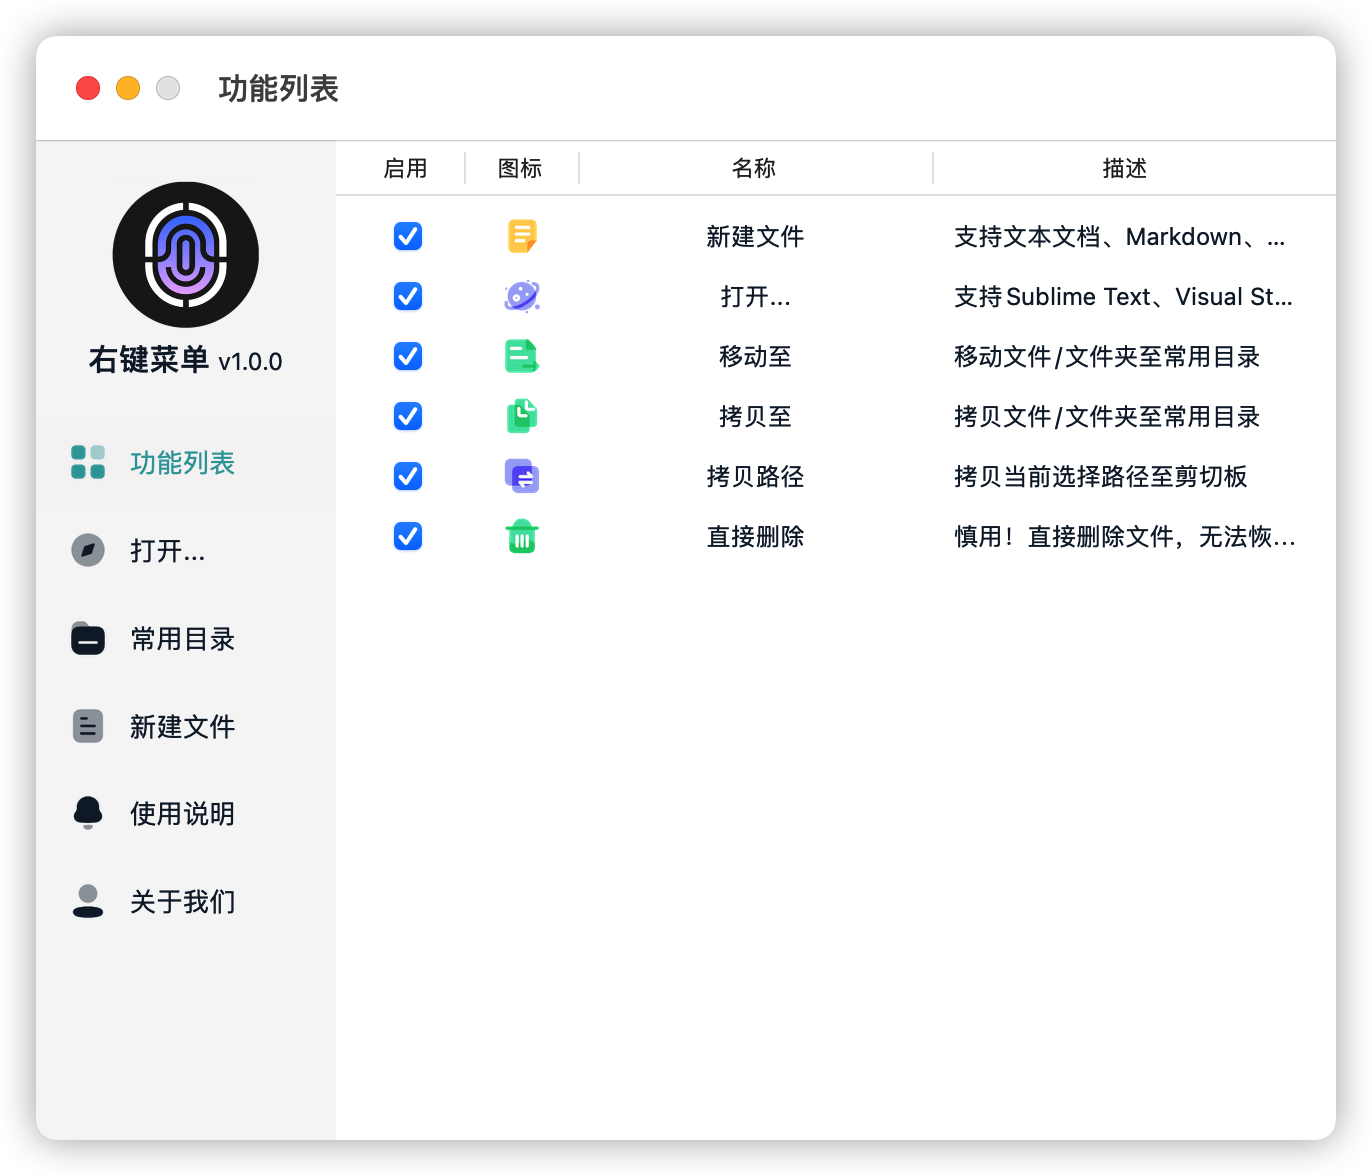 功能列表
右键菜单 v1.0.0
功能列表
打开...
常用目录
新建文件
使用说明
关于我们
启用 图标 名称 描述
新建文件 支持文本文档、Markdown、...
打开... 支持Sublime Text、Visual St...
移动至 移动文件/文件夹至常用目录
拷贝至 拷贝文件/文件夹至常用目录
拷贝路径 拷贝当前选择路径至剪切板
直接删除 慎用！直接删除文件，无法恢...